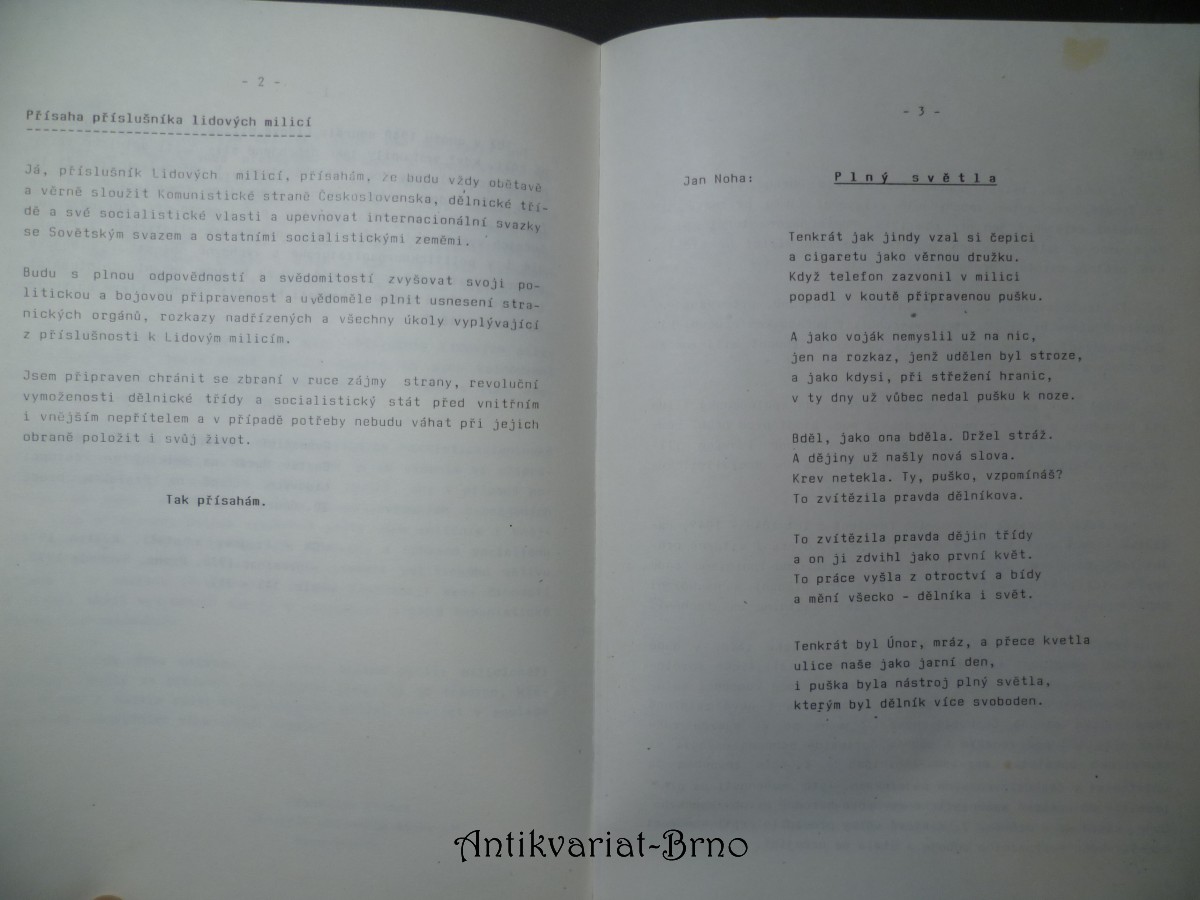 - 2 -
Přísaha příslušníka lidových milicí
Já, příslušník Lidových milicí, přísahám, že budu vždy obětavě
a věrně sloužit Komunistické straně Československa, dělnické tří-
dě a své socialistické vlasti a upevňovat internacionální svazky
se Sovětským svazem a ostatními socialistickými zeměmi.
Budu s plnou odpovědností a svědomitostí zvyšovat svoji po-
litickou a bojovou připravenost a uvědoměle plnit usnesení stra-
nických orgánů, rozkazy nadřízených a všechny úkoly vyplývající
z příslušnosti k Lidovým milicím.
Jsem připraven chránit se zbraní v ruce zájmy strany, revoluční
vymoženosti dělnické třídy a socialistický stát před vnitřním
i vnějším nepřítelem a v případě potřeby nebudu váhat při jejich
obraně položit i svůj život.
Tak přísahám.
- 3 -
Jan Noha: Plný světla
Tenkrát jak jindy vzal si čepici
a cigaretu jako věrnou družku.
Když telefon zazvonil v milici
popadl v koutě připravenou pušku.
A jako voják nemyslil už na nic,
jen na rozkaz, jenž udělen byl stroze,
a jako kdysi, při střežení hranic,
v ty dny už vůbec nedal pušku k noze.
Bděl, jako ona bděla. Držel stráž.
A dějiny už našly nová slova.
Krev netekla. Ty, puško, vzpomínáš?
To zvítězila pravda dělníkova.
To zvítězila pravda dějin třídy
a on ji zdvihl jako první květ.
To práce vyšla z otroctví a bídy
a mění všecko - dělníka i svět.
Tenkrát byl Únor, mráz, a přece kvetla
ulice naše jako jarní den,
i puška byla nástroj plný světla,
kterým byl dělník více svoboden.
Antikvariat-Brno